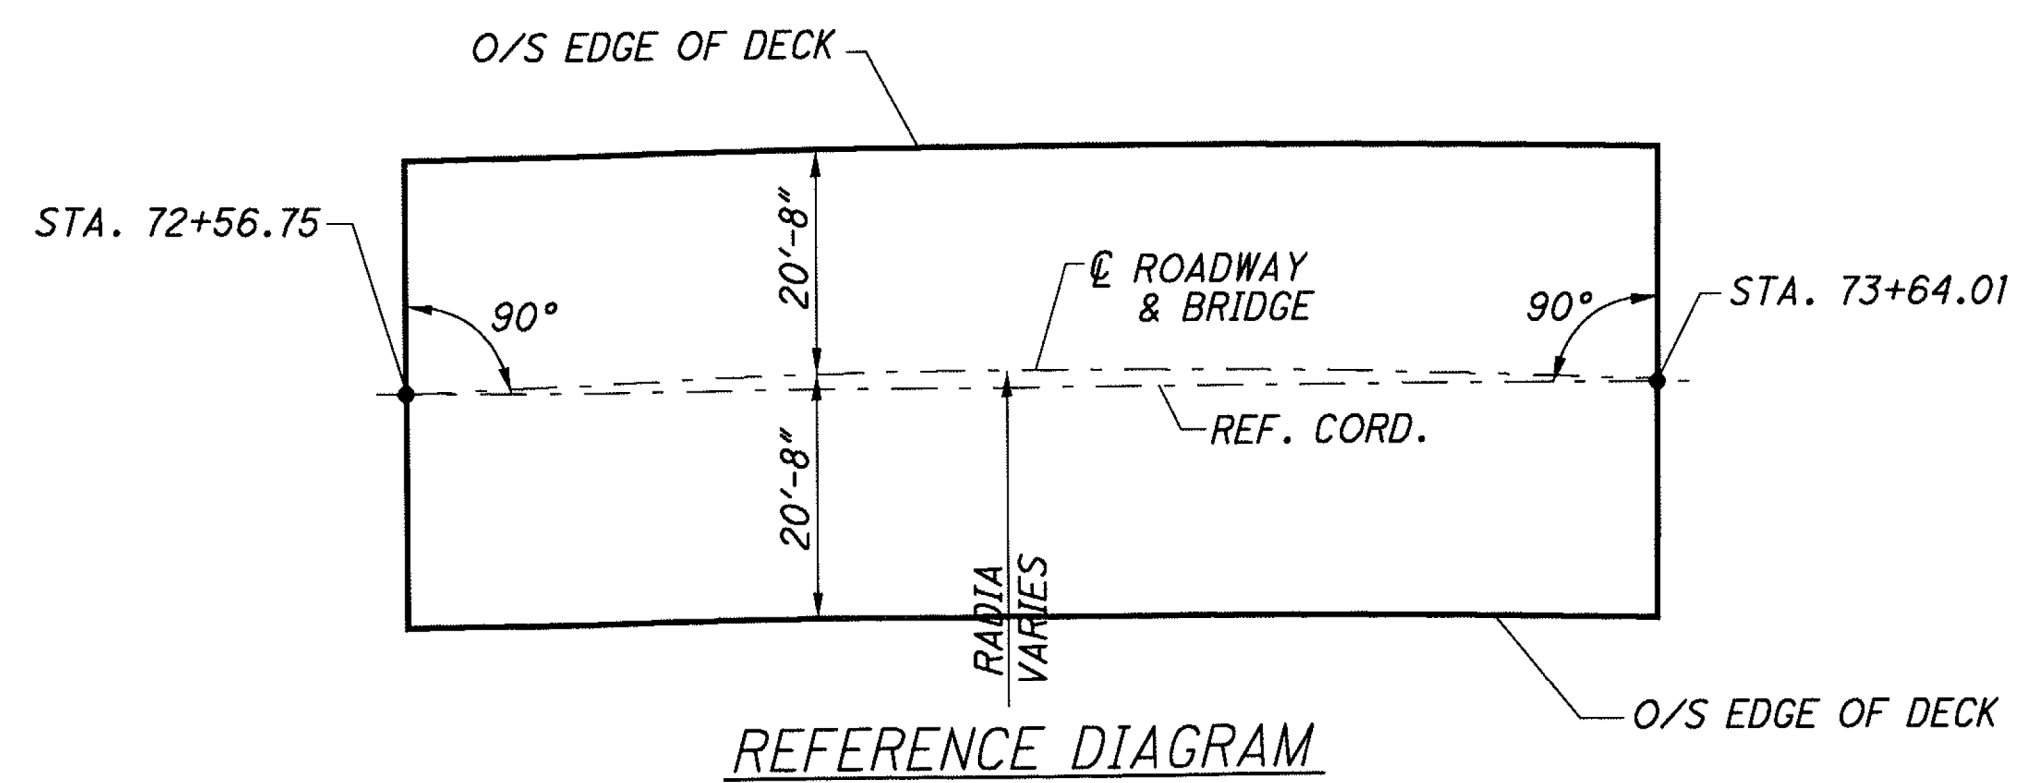 O/S EDGE OF DECK
STA. 72+56.75
90°
20'-8"
℄ ROADWAY
& BRIDGE
90°
STA. 73+64.01
REF. CORD.
20'-8"
RADIA
VARIES
O/S EDGE OF DECK
REFERENCE DIAGRAM